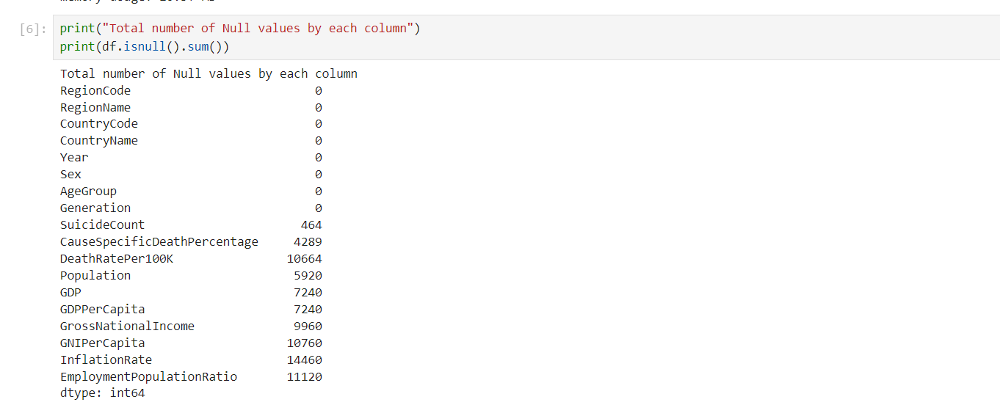 [6]: print("Total number of Null values by each column")
print(df.isnull().sum())
Total number of Null values by each column
RegionCode 0
RegionName 0
CountryCode 0
CountryName 0
Year 0
Sex 0
AgeGroup 0
Generation 0
SuicideCount 464
CauseSpecificDeathPercentage 4289
DeathRatePer100K 10664
Population 5920
GDP 7240
GDPPerCapita 7240
GrossNationalIncome 9960
GNIPerCapita 10760
InflationRate 14460
EmploymentPopulationRatio 11120
dtype: int64